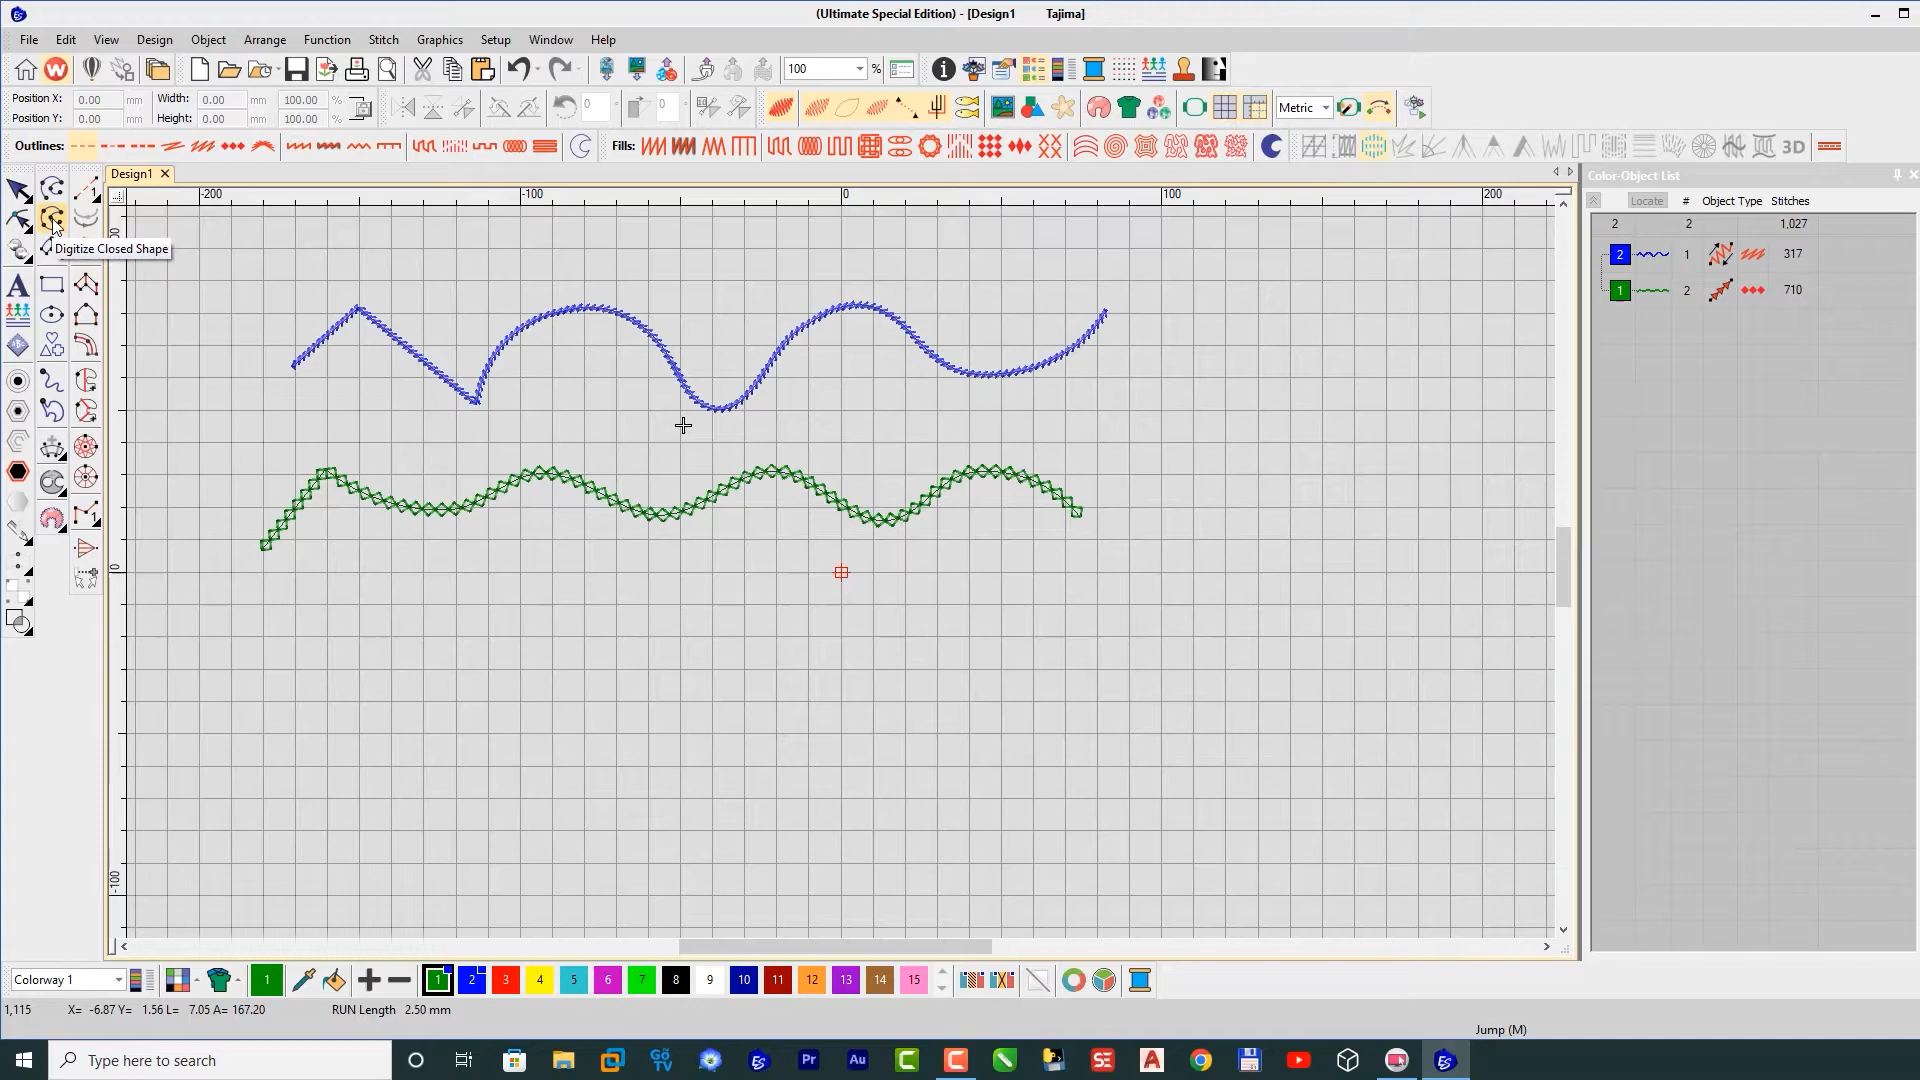 (Ultimate Special Edition) - [Design1 Tajima]
File Edit View Design Object Arrange Function Stitch Graphics Setup Window Help
100 %
Position X: 0.00 mm Width: 0.00 mm 100.00 % 0 0 Metric
Position Y: 0.00 mm Height: 0.00 mm 100.00 %
Outlines: Fills: 3D
Design1
Color-Object List
-200 -100 0 100 200
Locate # Object Type Stitches
2 2 1,027
Digitize Closed Shape
2 1 317
1 2 710
0
-100
Colorway 1 1 1 2 3 4 5 6 7 8 9 10 11 12 13 14 15
1,115 X= -6.87 Y= 1.56 L= 7.05 A= 167.20 RUN Length 2.50 mm
Jump (M)
Type here to search